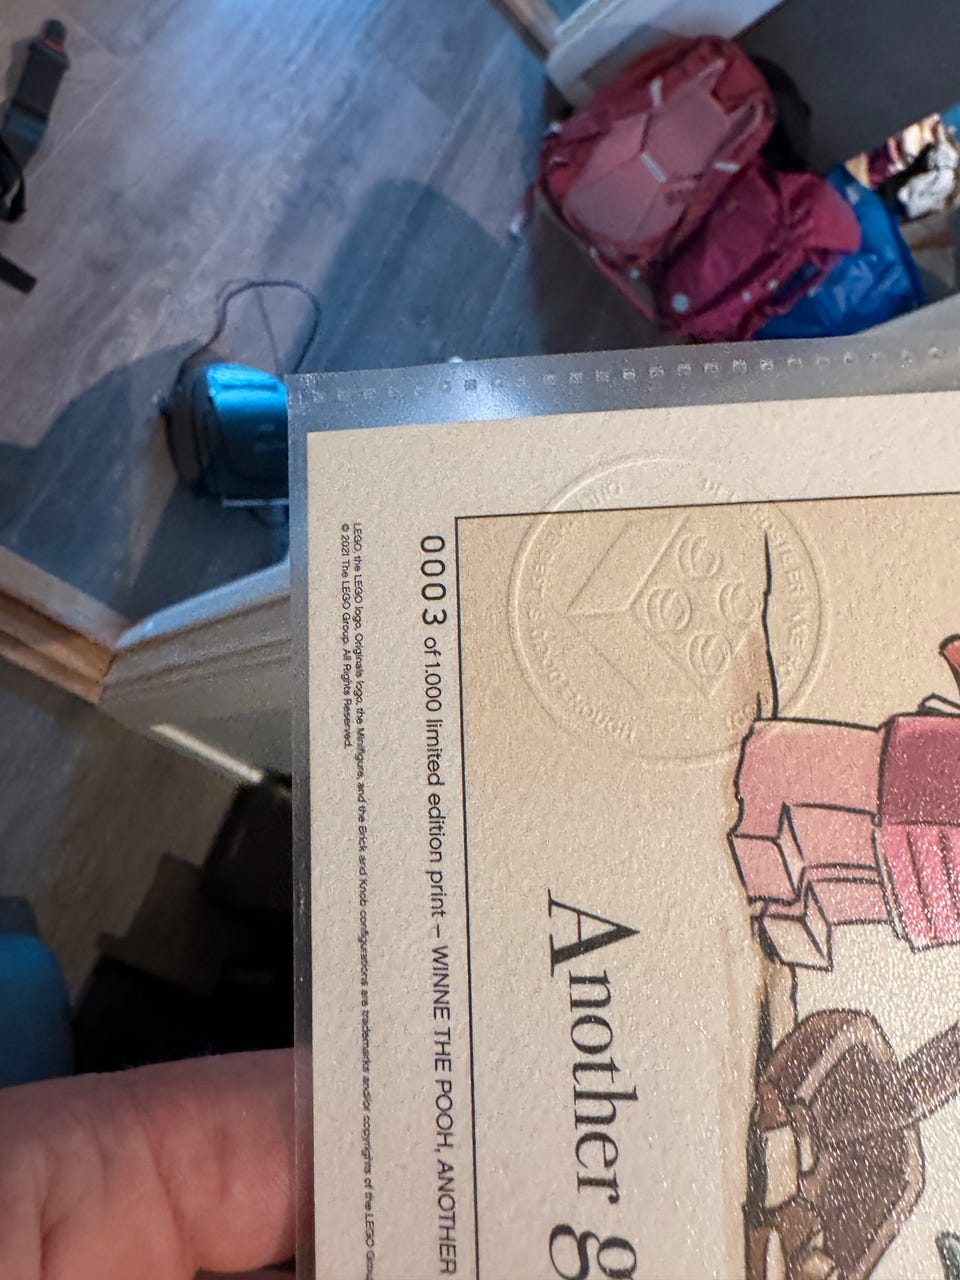 Another g
0003 of 1.000 limited edition print – WINNE THE POOH, ANOTHER
LEGO, the LEGO logo, Originals logo, the Minifigure, and the Brick and Knob configurations are trademarks and/or copyrights of the LEGO Grou
© 2021 The LEGO Group. All Rights Reserved.